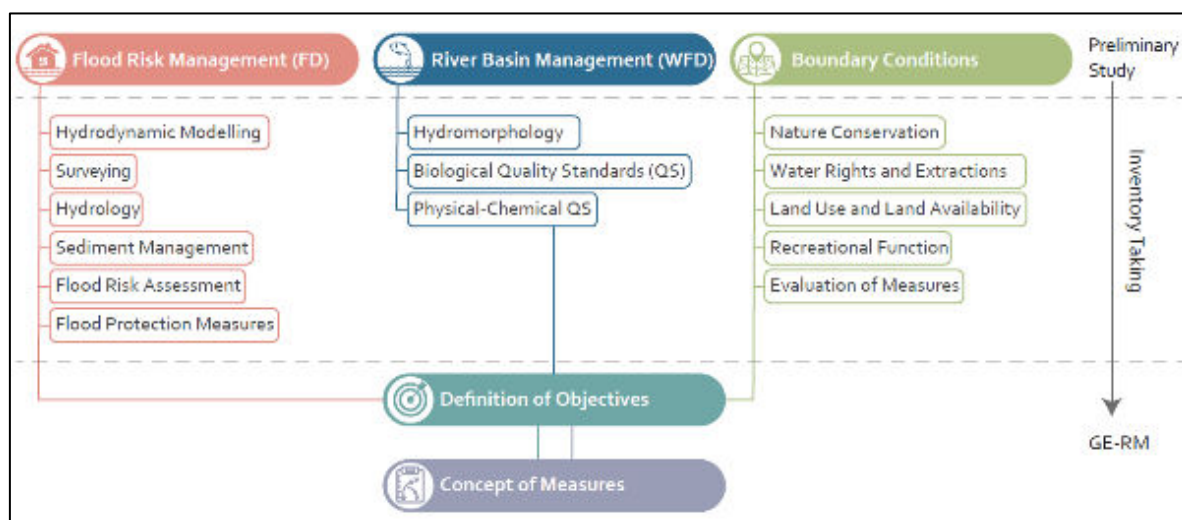 Flood Risk Management (FD)
River Basin Management (WFD)
Boundary Conditions
Preliminary
Study
Hydrodynamic Modelling
Surveying
Hydrology
Sediment Management
Flood Risk Assessment
Flood Protection Measures
Hydromorphology
Biological Quality Standards (QS)
Physical-Chemical QS
Nature Conservation
Water Rights and Extractions
Land Use and Land Availability
Recreational Function
Evaluation of Measures
Inventory Taking
Definition of Objectives
GE-RM
Concept of Measures